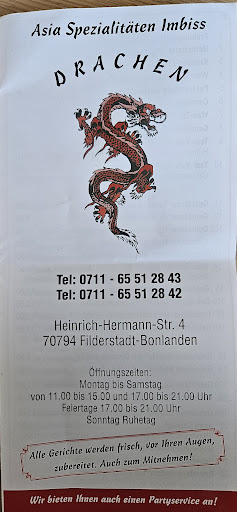 Asia Spezialitäten Imbiss
DRACHEN
Tel: 0711 - 65 51 28 43
Tel: 0711 - 65 51 28 42
Heinrich-Hermann-Str. 4
70794 Filderstadt-Bonlanden
Öffnungszeiten:
Montag bis Samstag
von 11.00 bis 15.00 und 17.00 bis 21.00 Uhr
Feiertage 17.00 bis 21.00 Uhr
Sonntag Ruhetag
Alle Gerichte werden frisch, vor Ihren Augen,
zubereitet. Auch zum Mitnehmen!
Wir bieten Ihnen auch einen Partyservice an!